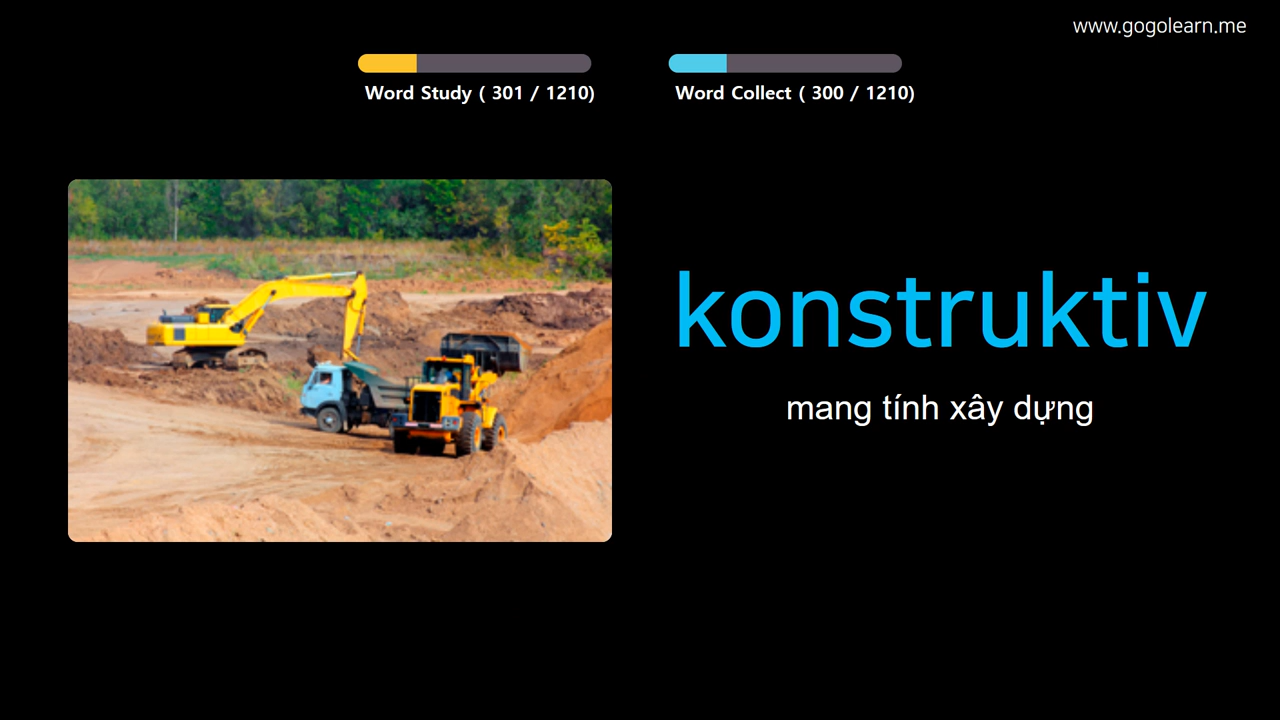 www.gogolearn.me
Word Study ( 301 / 1210)
Word Collect ( 300 / 1210)
konstruktiv
mang tính xây dựng